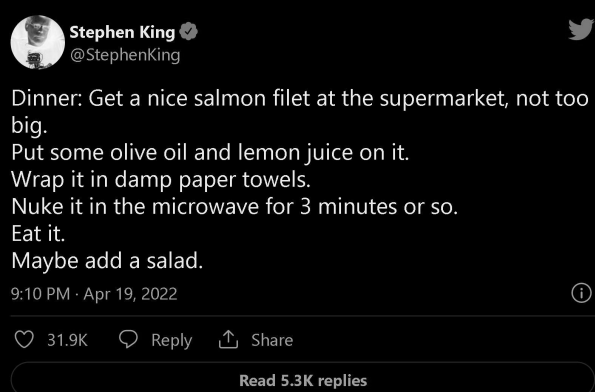 Stephen King
@StephenKing
Dinner: Get a nice salmon filet at the supermarket, not too
big.
Put some olive oil and lemon juice on it.
Wrap it in damp paper towels.
Nuke it in the microwave for 3 minutes or so.
Eat it.
Maybe add a salad.
9:10 PM · Apr 19, 2022
31.9K Reply Share
Read 5.3K replies